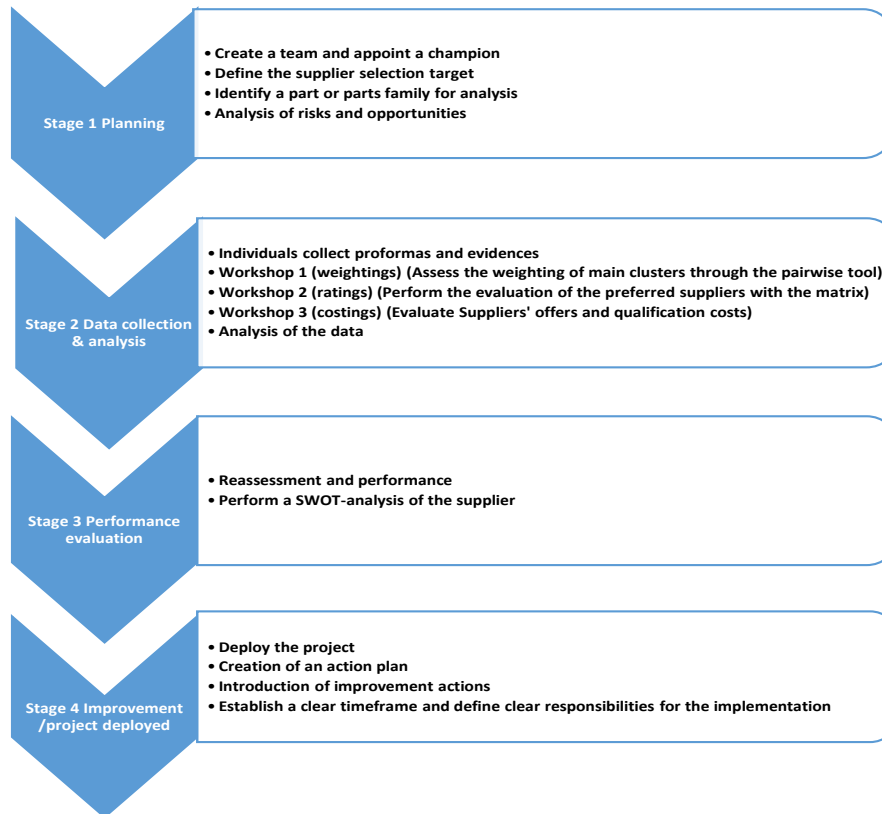 Stage 1 Planning
• Create a team and appoint a champion
• Define the supplier selection target
• Identify a part or parts family for analysis
• Analysis of risks and opportunities
Stage 2 Data collection
& analysis
• Individuals collect proformas and evidences
• Workshop 1 (weightings) (Assess the weighting of main clusters through the pairwise tool)
• Workshop 2 (ratings) (Perform the evaluation of the preferred suppliers with the matrix)
• Workshop 3 (costings) (Evaluate Suppliers' offers and qualification costs)
• Analysis of the data
Stage 3 Performance
evaluation
• Reassessment and performance
• Perform a SWOT-analysis of the supplier
Stage 4 Improvement
/project deployed
• Deploy the project
• Creation of an action plan
• Introduction of improvement actions
• Establish a clear timeframe and define clear responsibilities for the implementation